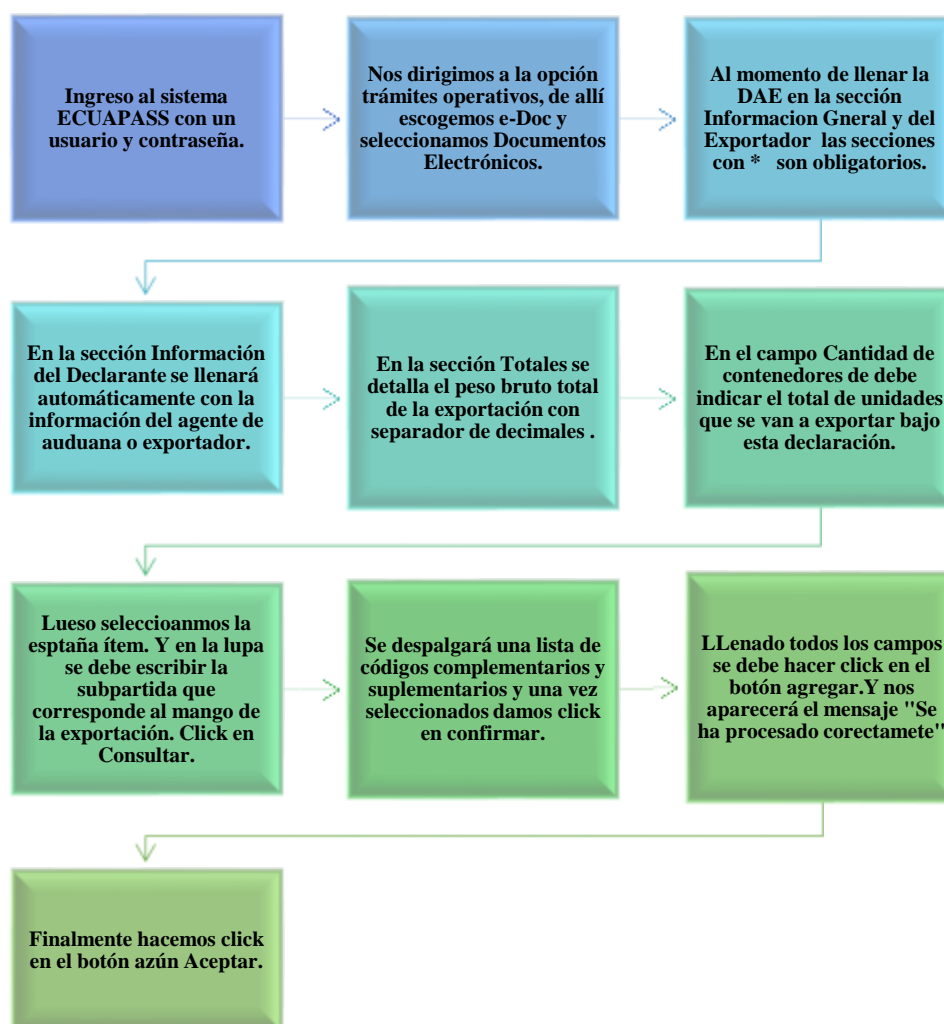 Ingreso al sistema
ECUAPASS con un
usuario y contraseña.
Nos dirigimos a la opción
trámites operativos, de allí
escogemos e-Doc y
seleccionamos Documentos
Electrónicos.
Al momento de llenar la
DAE en la sección
Informacion Gneral y del
Exportador las secciones
con * son obligatorios.
En la sección Información
del Declarante se llenará
automáticamente con la
información del agente de
auduana o exportador.
En la sección Totales se
detalla el peso bruto total
de la exportación con
separador de decimales .
En el campo Cantidad de
contenedores de debe
indicar el total de unidades
que se van a exportar bajo
esta declaración.
Lueso seleccioanmos la
esptaña ítem. Y en la lupa
se debe escribir la
subpartida que
corresponde al mango de
la exportación. Click en
Consultar.
Se despalgará una lista de
códigos complementarios y
suplementarios y una vez
seleccionados damos click
en confirmar.
LLenado todos los campos
se debe hacer click en el
botón agregar.Y nos
aparecerá el mensaje "Se
ha procesado corectamete"
Finalmente hacemos click
en el botón azún Aceptar.